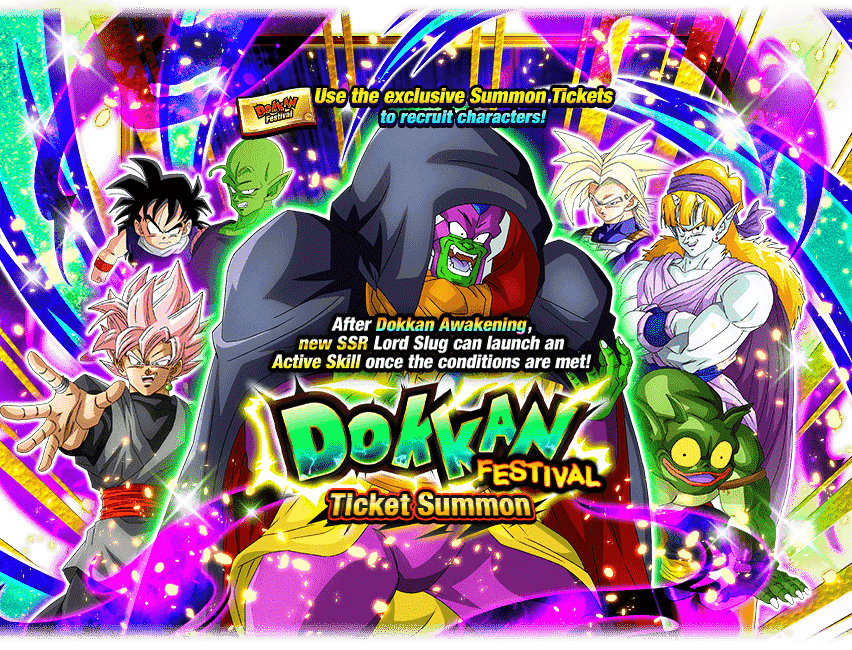 DOKKAN
Festival
Use the exclusive Summon Tickets
to recruit characters!
After Dokkan Awakening,
new SSR Lord Slug can launch an
Active Skill once the conditions are met!
DOKKAN
FESTIVAL
Ticket Summon